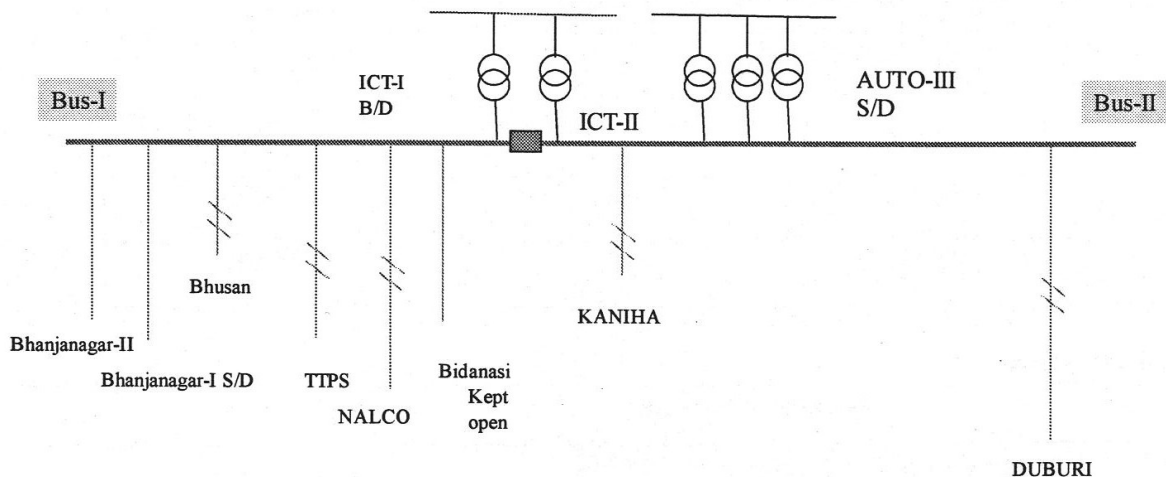 ICT-I
B/D
AUTO-III
S/D
Bus-I
Bus-II
ICT-II
Bhusan
KANIHA
Bhanjanagar-II
Bhanjanagar-I S/D
TTPS
NALCO
Bidanasi
Kept
open
DUBURI